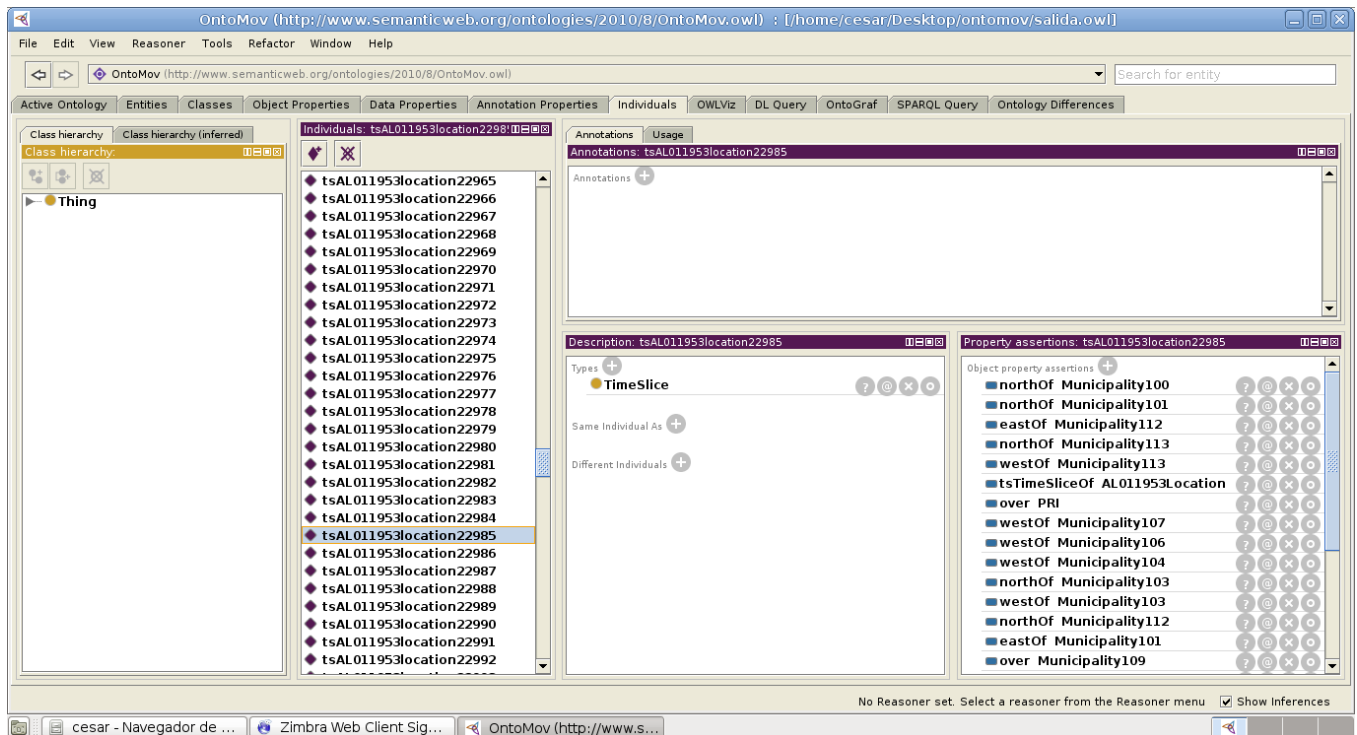 OntoMov (http://www.semanticweb.org/ontologies/2010/8/OntoMov.owl) : [/home/cesar/Desktop/ontomov/salida.owl]
File Edit View Reasoner Tools Refactor Window Help
OntoMov (http://www.semanticweb.org/ontologies/2010/8/OntoMov.owl)
Search for entity
Active Ontology Entities Classes Object Properties Data Properties Annotation Properties Individuals OWLViz DL Query OntoGraf SPARQL Query Ontology Differences
Class hierarchy Class hierarchy (inferred)
Class hierarchy:
Thing
Individuals: tsAL011953location2298
tsAL011953location22965
tsAL011953location22966
tsAL011953location22967
tsAL011953location22968
tsAL011953location22969
tsAL011953location22970
tsAL011953location22971
tsAL011953location22972
tsAL011953location22973
tsAL011953location22974
tsAL011953location22975
tsAL011953location22976
tsAL011953location22977
tsAL011953location22978
tsAL011953location22979
tsAL011953location22980
tsAL011953location22981
tsAL011953location22982
tsAL011953location22983
tsAL011953location22984
tsAL011953location22985
tsAL011953location22986
tsAL011953location22987
tsAL011953location22988
tsAL011953location22989
tsAL011953location22990
tsAL011953location22991
tsAL011953location22992
Annotations Usage
Annotations: tsAL011953location22985
Annotations
Description: tsAL011953location22985
Types
TimeSlice
Same Individual As
Different Individuals
Property assertions: tsAL011953location22985
Object property assertions
northOf Municipality100
northOf Municipality101
eastOf Municipality112
northOf Municipality113
westOf Municipality113
tsTimeSliceOf AL011953Location
over PRI
westOf Municipality107
westOf Municipality106
westOf Municipality104
northOf Municipality103
westOf Municipality103
northOf Municipality112
eastOf Municipality101
over Municipality109
No Reasoner set. Select a reasoner from the Reasoner menu Show Inferences
cesar - Navegador de ... Zimbra Web Client Sig... OntoMov (http://www.s...